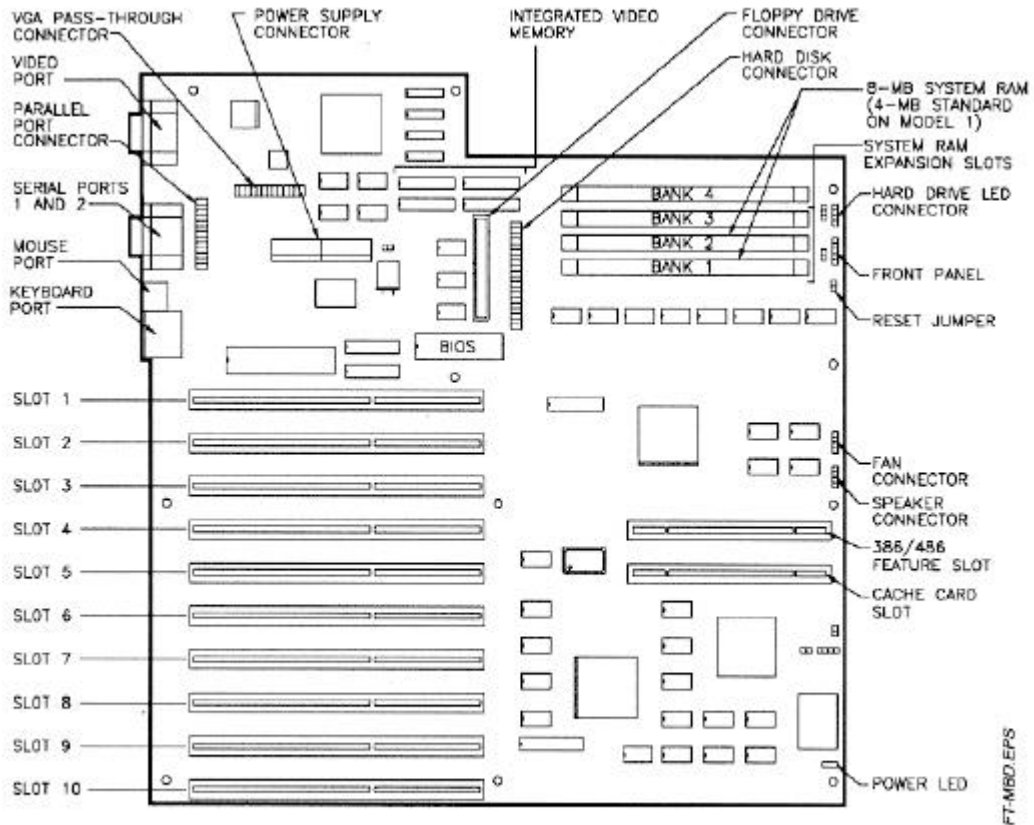 VGA PASS-THROUGH
CONNECTOR
POWER SUPPLY
CONNECTOR
INTEGRATED VIDEO
MEMORY
FLOPPY DRIVE
CONNECTOR
HARD DISK
CONNECTOR
VIDEO
PORT
PARALLEL
PORT
CONNECTOR
SERIAL PORTS
1 AND 2
MOUSE
PORT
KEYBOARD
PORT
8-MB SYSTEM RAM
(4-MB STANDARD
ON MODEL 1)
SYSTEM RAM
EXPANSION SLOTS
HARD DRIVE LED
CONNECTOR
FRONT PANEL
RESET JUMPER
BANK 4
BANK 3
BANK 2
BANK 1
BIOS
SLOT 1
SLOT 2
SLOT 3
SLOT 4
SLOT 5
SLOT 6
SLOT 7
SLOT 8
SLOT 9
SLOT 10
FAN
CONNECTOR
SPEAKER
CONNECTOR
386/486
FEATURE SLOT
CACHE CARD
SLOT
POWER LED
FT-MBD.EPS